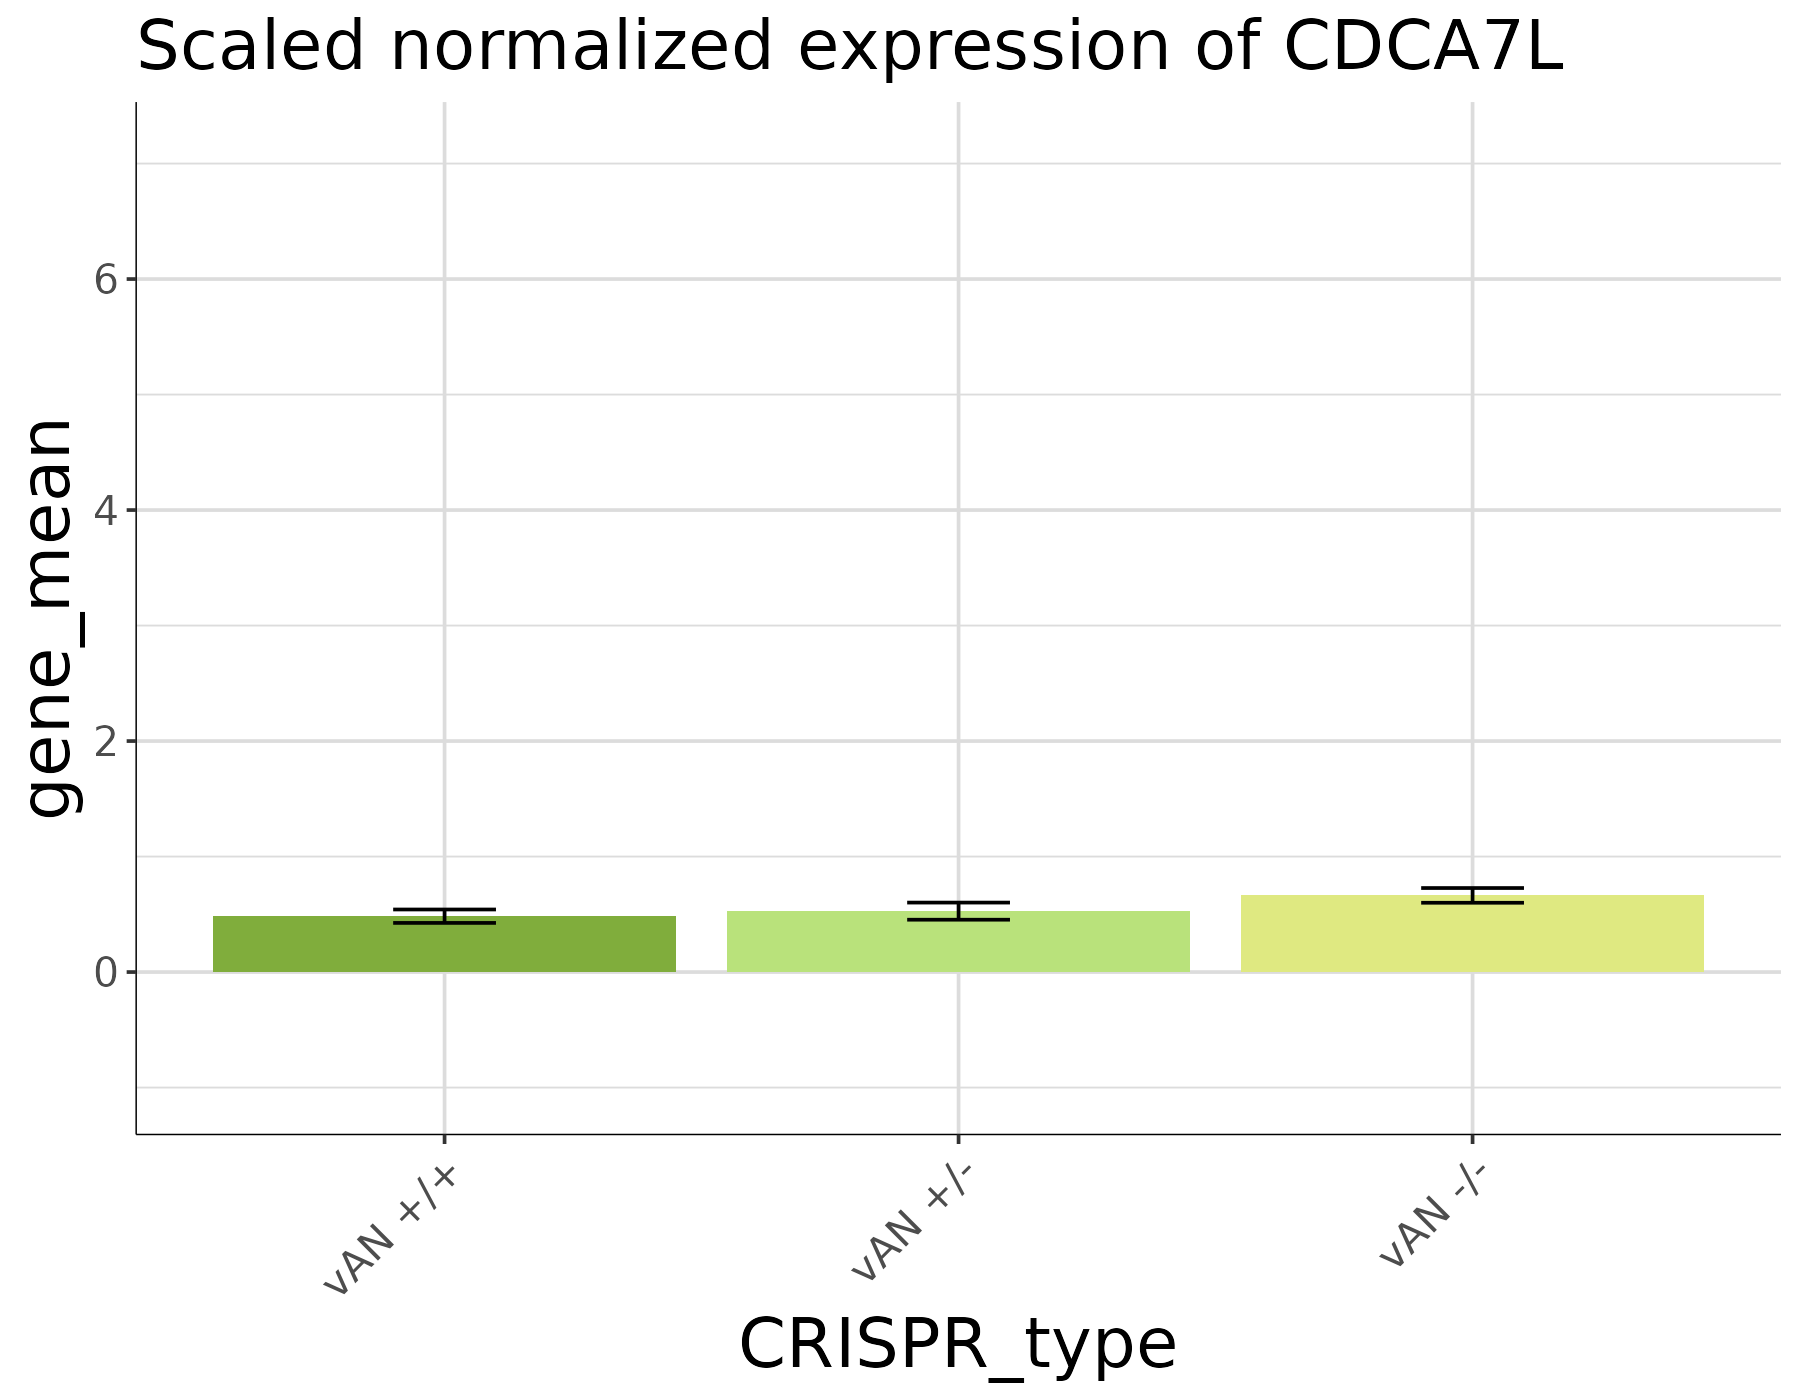 Scaled normalized expression of CDCA7L
gene_mean
6
4
2
0
vAN +/+
vAN +/-
vAN -/-
CRISPR_type